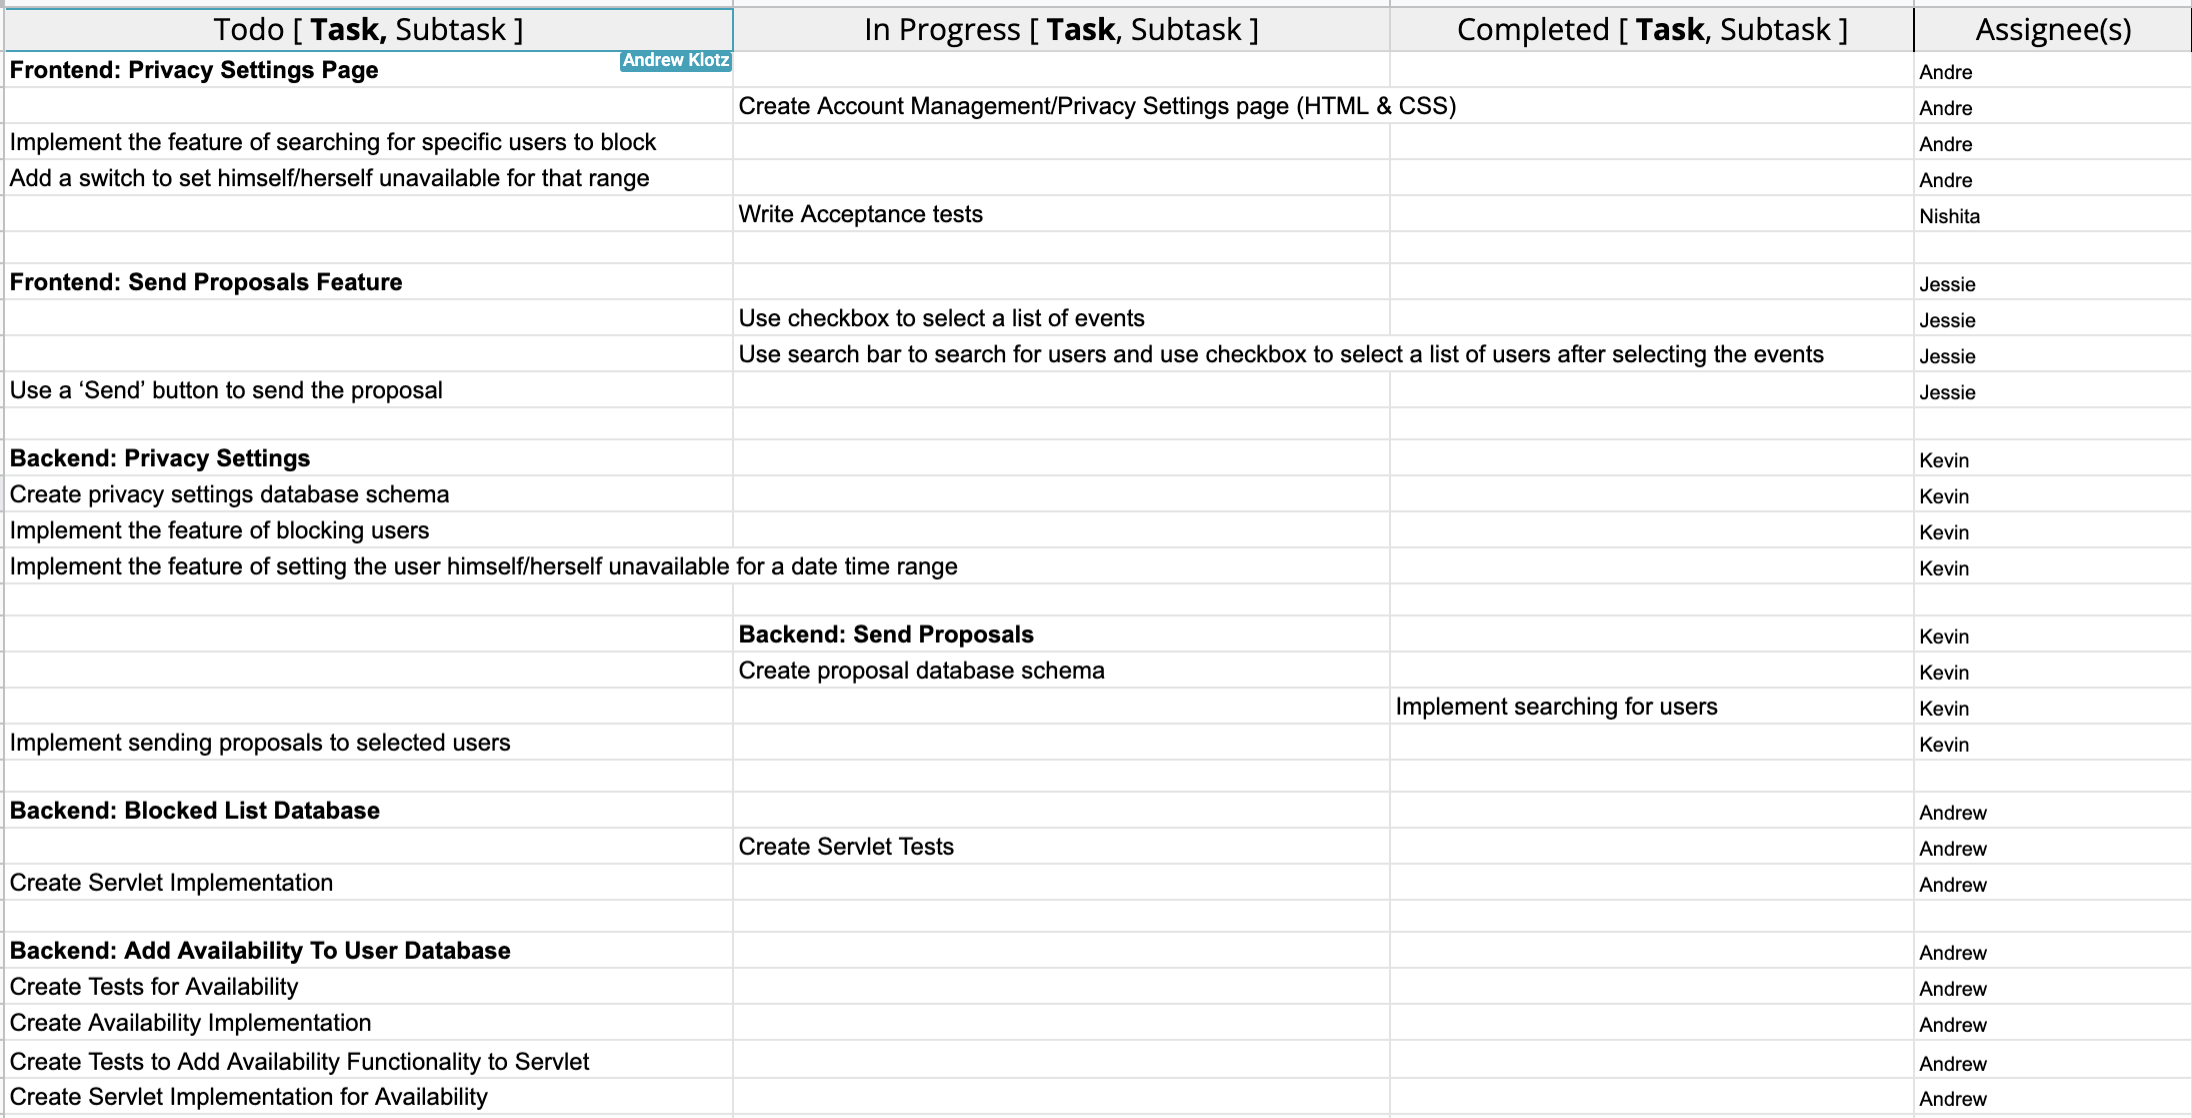 Todo [ Task, Subtask ] In Progress [ Task, Subtask ] Completed [ Task, Subtask ] Assignee(s)
Andrew Klotz
Frontend: Privacy Settings Page Andre
Create Account Management/Privacy Settings page (HTML & CSS) Andre
Implement the feature of searching for specific users to block Andre
Add a switch to set himself/herself unavailable for that range Andre
Write Acceptance tests Nishita
Frontend: Send Proposals Feature Jessie
Use checkbox to select a list of events Jessie
Use search bar to search for users and use checkbox to select a list of users after selecting the events Jessie
Use a ‘Send’ button to send the proposal Jessie
Backend: Privacy Settings Kevin
Create privacy settings database schema Kevin
Implement the feature of blocking users Kevin
Implement the feature of setting the user himself/herself unavailable for a date time range Kevin
Backend: Send Proposals Kevin
Create proposal database schema Kevin
Implement searching for users Kevin
Implement sending proposals to selected users Kevin
Backend: Blocked List Database Andrew
Create Servlet Tests Andrew
Create Servlet Implementation Andrew
Backend: Add Availability To User Database Andrew
Create Tests for Availability Andrew
Create Availability Implementation Andrew
Create Tests to Add Availability Functionality to Servlet Andrew
Create Servlet Implementation for Availability Andrew